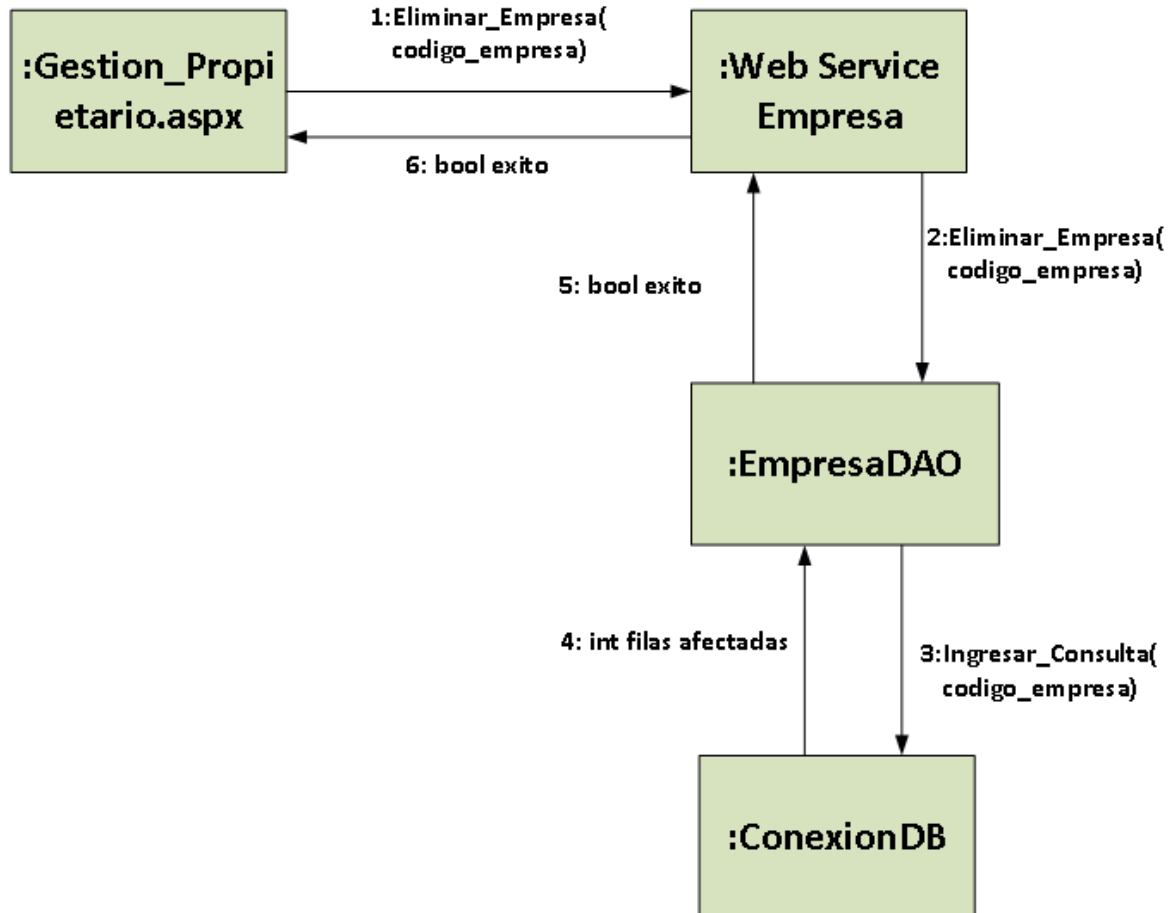 1:Eliminar_Empresa(
codigo_empresa)
:Gestion_Propi
etario.aspx
:Web Service
Empresa
6: bool exito
2:Eliminar_Empresa(
codigo_empresa)
5: bool exito
:EmpresaDAO
4: int filas afectadas
3:Ingresar_Consulta(
codigo_empresa)
:ConexionDB